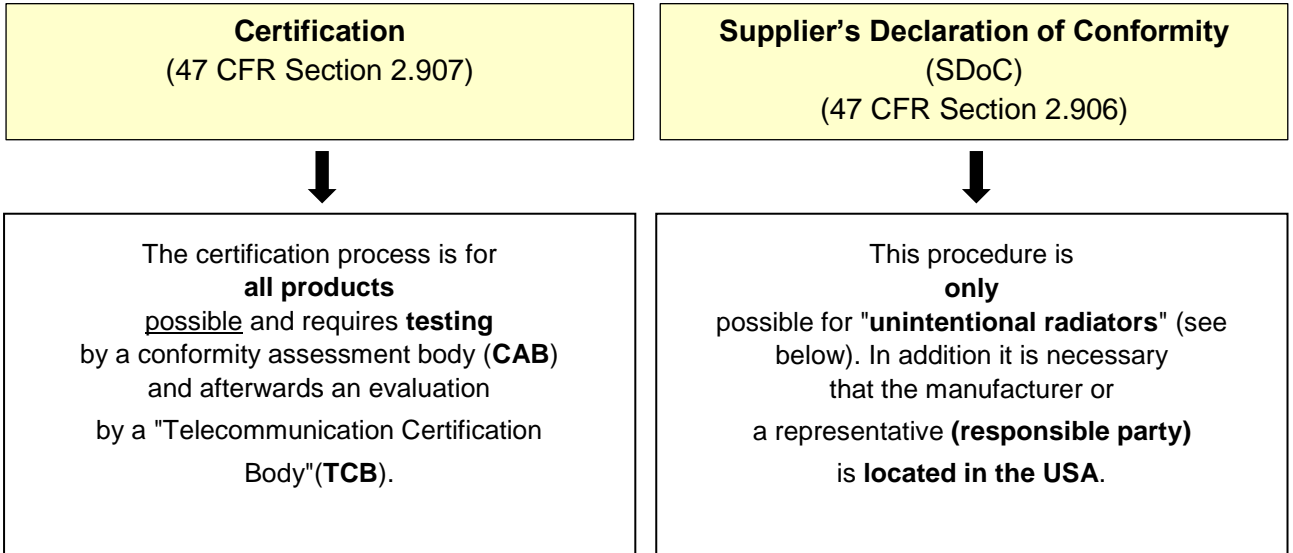 Certification
(47 CFR Section 2.907)
Supplier's Declaration of Conformity
(SDoC)
(47 CFR Section 2.906)
The certification process is for
all products
possible and requires testing
by a conformity assessment body (CAB)
and afterwards an evaluation
by a "Telecommunication Certification
Body"(TCB).
This procedure is
only
possible for "unintentional radiators" (see
below). In addition it is necessary
that the manufacturer or
a representative (responsible party)
is located in the USA.